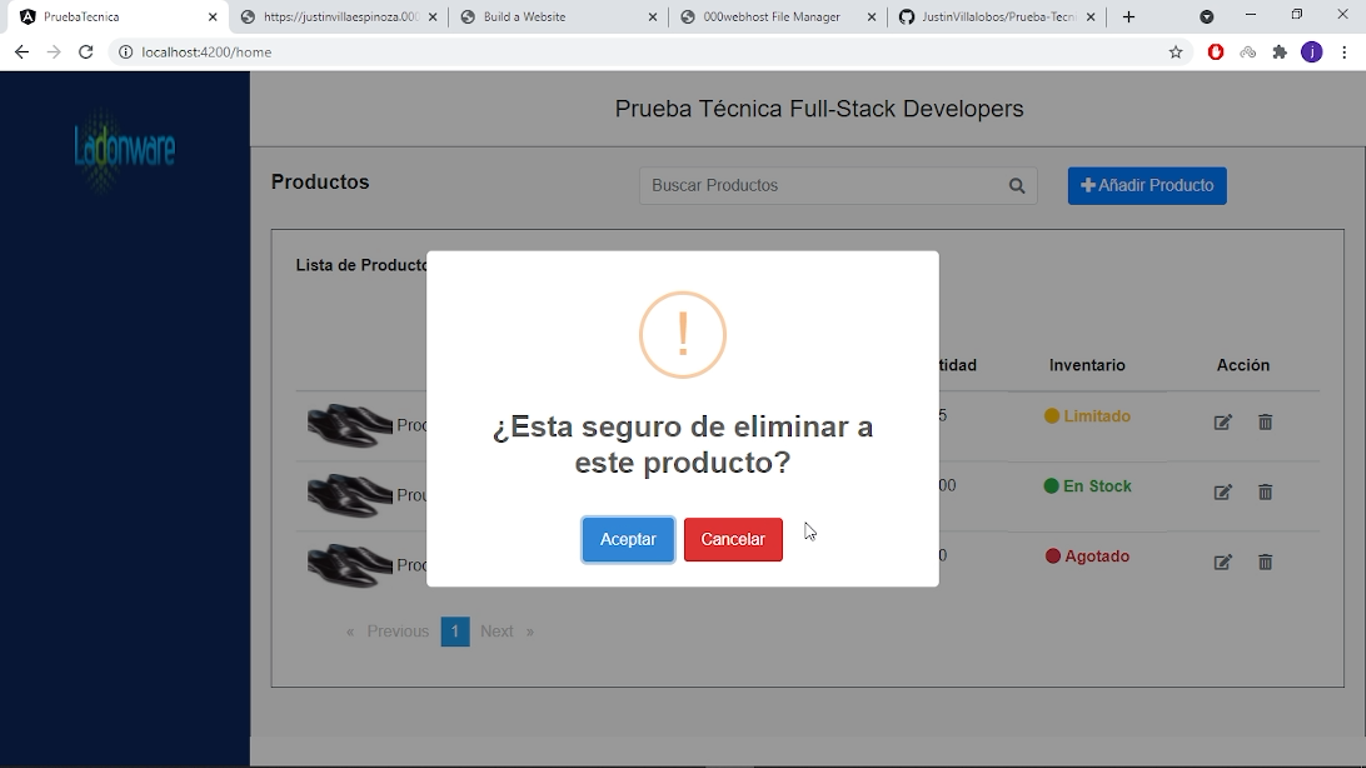 PruebaTecnica
https://justinvillaespinoza.000
Build a Website
000webhost File Manager
JustinVillalobos/Prueba-Tecni
localhost:4200/home
j
Ladonware
Prueba Técnica Full-Stack Developers
Productos
Buscar Productos
Añadir Producto
Lista de Producto
tidad
Inventario
Acción
Proc
5
Limitado
Prou
00
En Stock
Proc
0
Agotado
!
¿Esta seguro de eliminar a
este producto?
Aceptar
Cancelar
« Previous 1 Next »